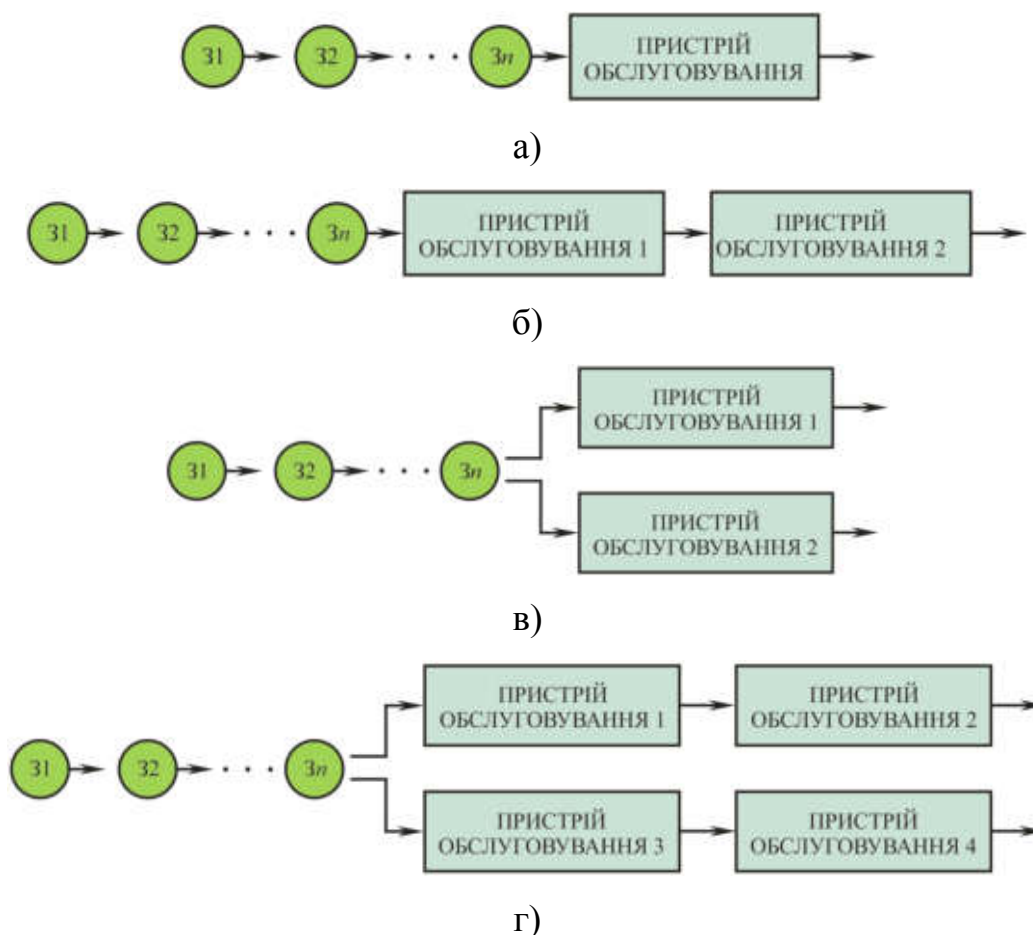 З1 З2 . . . Зn ПРИСТРІЙ
ОБСЛУГОВУВАННЯ
а)
З1 З2 . . . Зn ПРИСТРІЙ
ОБСЛУГОВУВАННЯ 1
ПРИСТРІЙ
ОБСЛУГОВУВАННЯ 2
б)
З1 З2 . . . Зn
ПРИСТРІЙ
ОБСЛУГОВУВАННЯ 1
ПРИСТРІЙ
ОБСЛУГОВУВАННЯ 2
в)
З1 З2 . . . Зn
ПРИСТРІЙ
ОБСЛУГОВУВАННЯ 1
ПРИСТРІЙ
ОБСЛУГОВУВАННЯ 2
ПРИСТРІЙ
ОБСЛУГОВУВАННЯ 3
ПРИСТРІЙ
ОБСЛУГОВУВАННЯ 4
г)